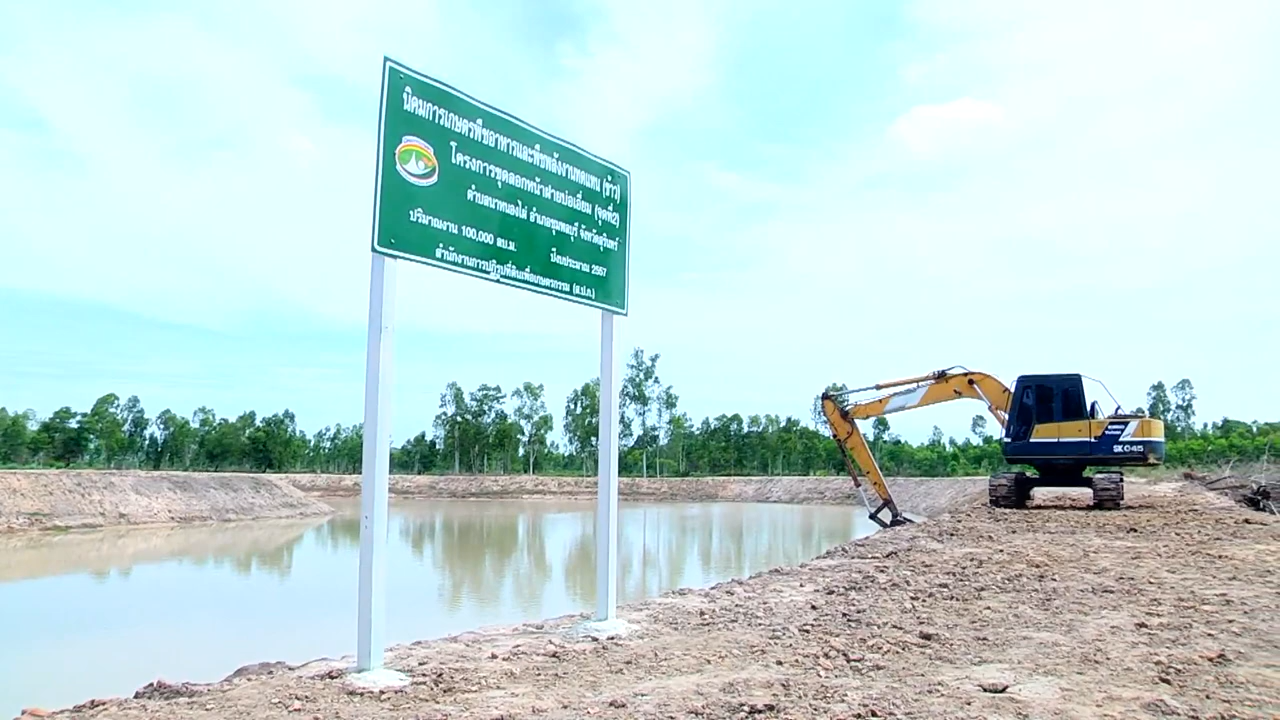 นิคมการเกษตรพืชอาหารและพืชพลังงานทดแทน (ข้าว)
โครงการขุดลอกหน้าฝายบ่อเอี่ยม (จุดที่2)
ตำบลนาหนองไผ่ อำเภอชุมพลบุรี จังหวัดสุรินทร์
ปริมาณงาน 100,000 ลบ.ม. ปีงบประมาณ 2567
สำนักงานการปฏิรูปที่ดินเพื่อเกษตรกรรม (ส.ป.ก.)
SK 045